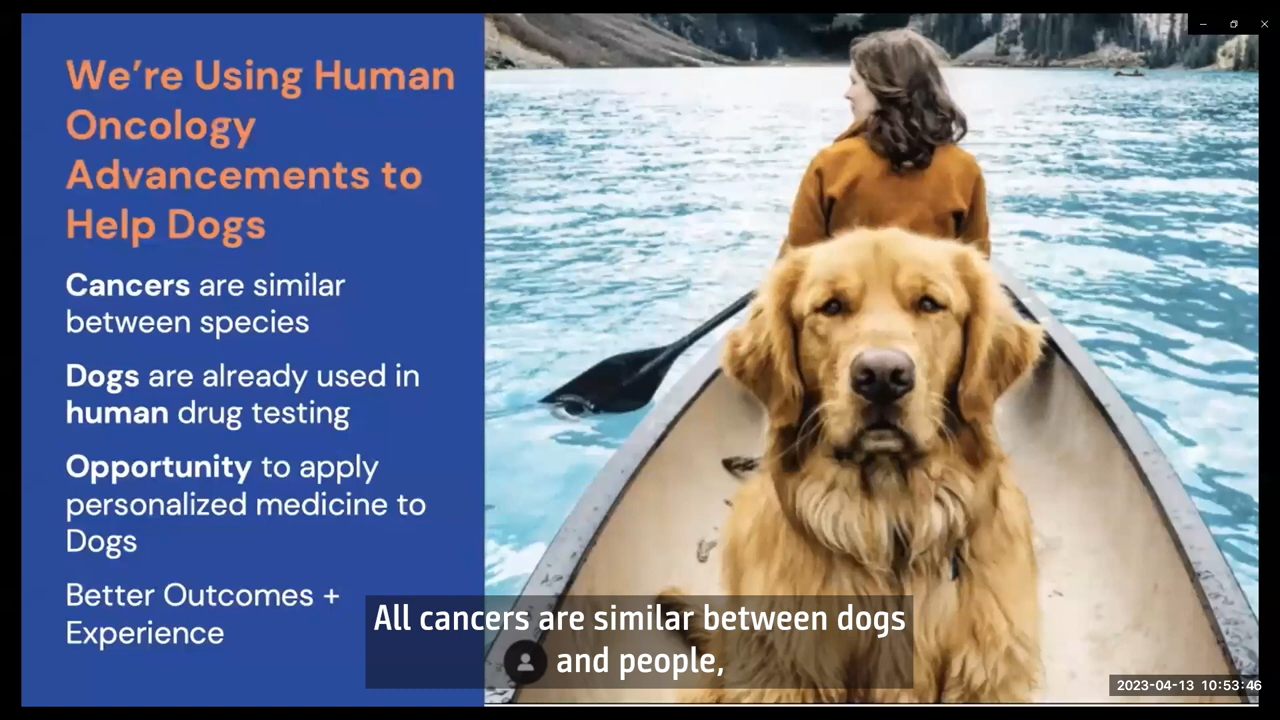 We're Using Human
Oncology
Advancements to
Help Dogs
Cancers are similar
between species
Dogs are already used in
human drug testing
Opportunity to apply
personalized medicine to
Dogs
Better Outcomes +
Experience
All cancers are similar between dogs
and people,
2023-04-13 10:53:46